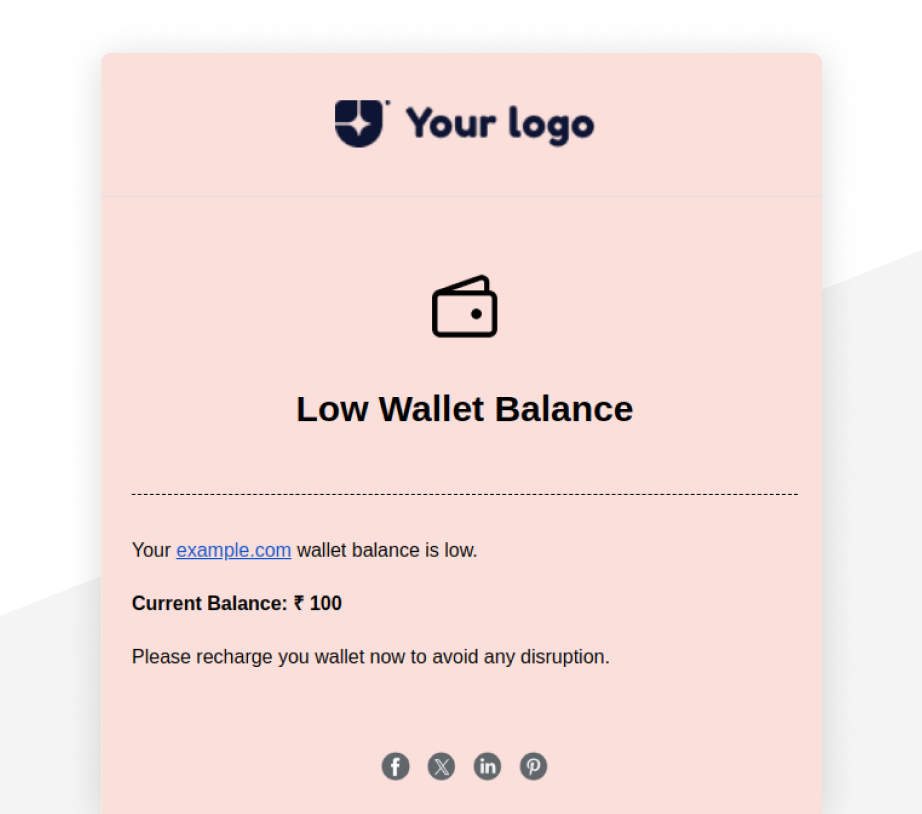 Your logo
Low Wallet Balance
Your example.com wallet balance is low.
Current Balance: ₹ 100
Please recharge you wallet now to avoid any disruption.